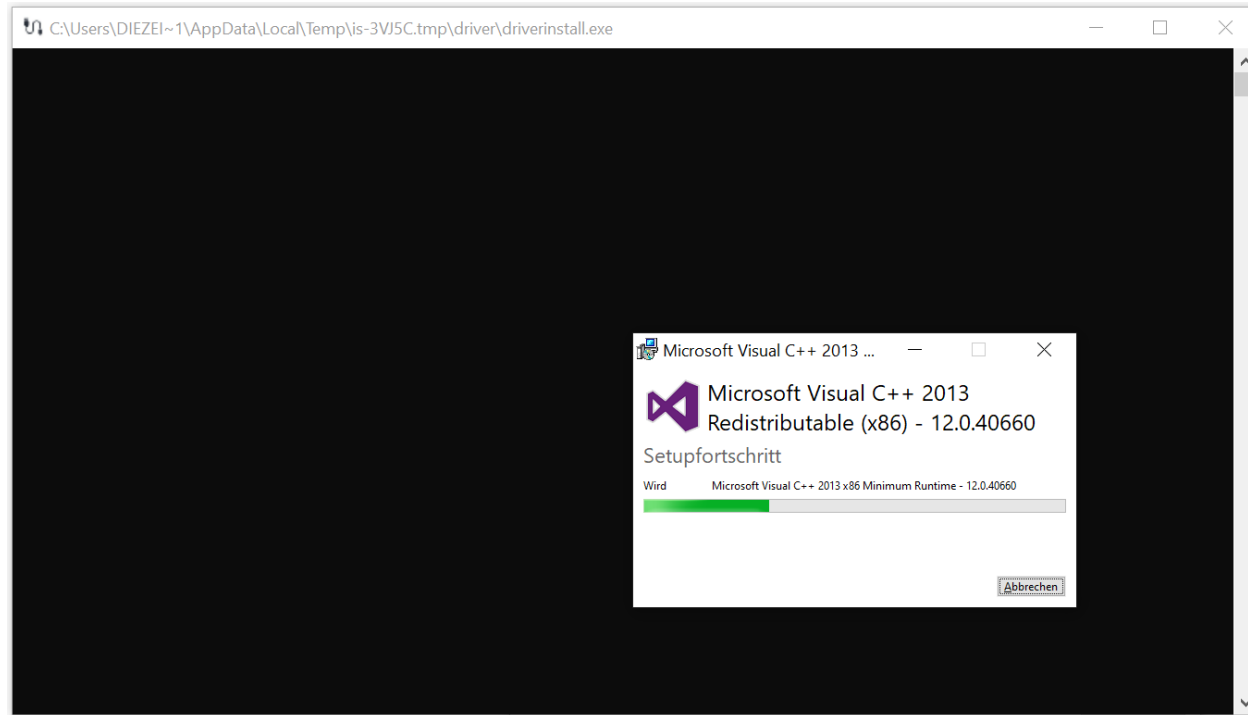 C:\Users\DIEZEI~1\AppData\Local\Temp\is-3VJ5C.tmp\driver\driverinstall.exe
Microsoft Visual C++ 2013 ...
Microsoft Visual C++ 2013
Redistributable (x86) - 12.0.40660
Setupfortschritt
Wird Microsoft Visual C++ 2013 x86 Minimum Runtime - 12.0.40660
Abbrechen